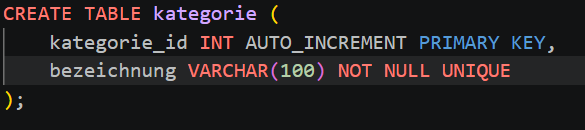 CREATE TABLE kategorie (
    kategorie_id INT AUTO_INCREMENT PRIMARY KEY,
    bezeichnung VARCHAR(100) NOT NULL UNIQUE
);